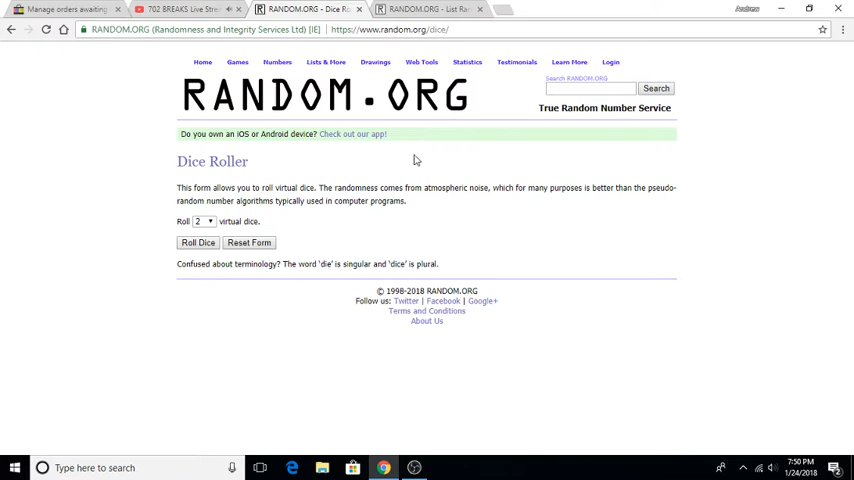 Manage orders awaiting
702 BREAKS Live Stre
RANDOM.ORG - Dice Ro
RANDOM.ORG - List Ra
Andrew
RANDOM.ORG (Randomness and Integrity Services Ltd) [IE]
https://www.random.org/dice/
Home Games Numbers Lists & More Drawings Web Tools Statistics Testimonials Learn More Login
RANDOM.ORG
Search RANDOM.ORG
Search
True Random Number Service
Do you own an iOS or Android device? Check out our app!
Dice Roller
This form allows you to roll virtual dice. The randomness comes from atmospheric noise, which for many purposes is better than the pseudo-
random number algorithms typically used in computer programs.
Roll 2 virtual dice.
Roll Dice Reset Form
Confused about terminology? The word 'die' is singular and 'dice' is plural.
© 1998-2018 RANDOM.ORG
Follow us: Twitter | Facebook | Google+
Terms and Conditions
About Us
Type here to search
7:50 PM
1/24/2018
2